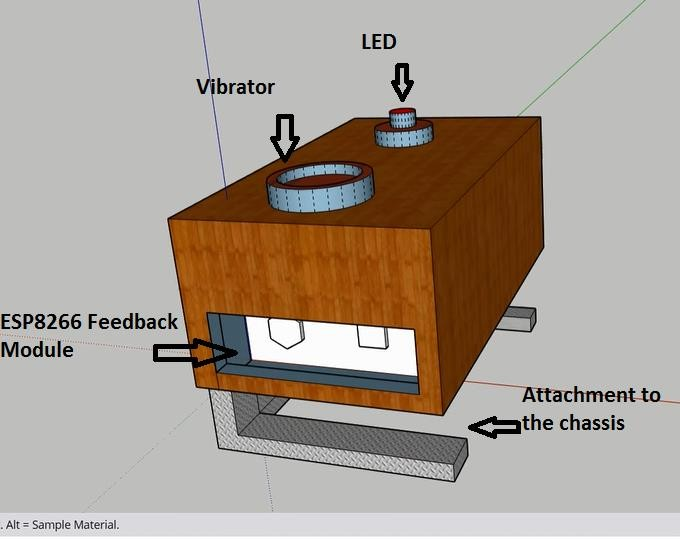 LED
Vibrator
ESP8266 Feedback
Module
Attachment to
the chassis
. Alt = Sample Material.